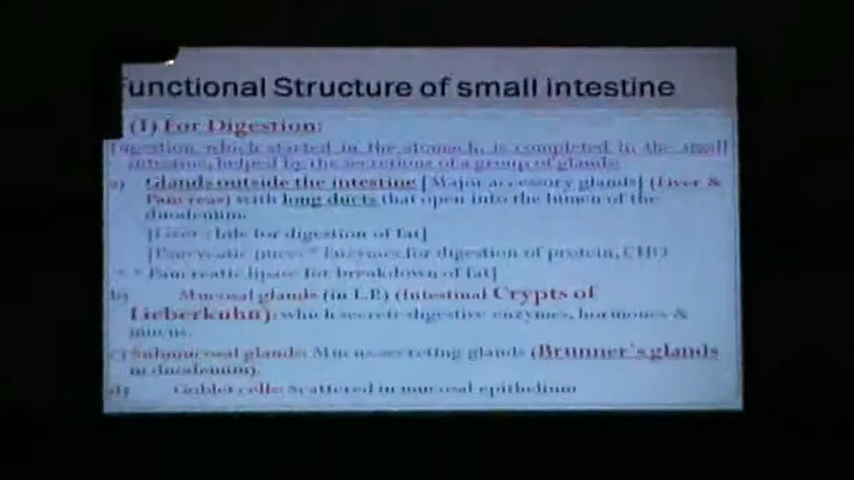 unctional Structure of small intestine
(1) For Digestion:
Digestion, which started in the stomach, is completed in the small
intestine, helped by the secretions of a group of glands:
a) Glands outside the intestine [Major accessory glands] (Liver &
Pancreas) with long ducts that open into the lumen of the
duodenum.
[Liver : bile for digestion of fat]
[Pancreatic juices * Enzymes for digestion of protein, CHO
* Pancreatic lipase for breakdown of fat]
b) Mucosal glands (in L.P.) (Intestinal Crypts of
Lieberkuhn): which secrete digestive enzymes, hormones &
mucus.
c) Submucosal glands: Mucus secreting glands (Brunner's glands
in duodenum).
d) Goblet cells: Scattered in mucosal epithelium